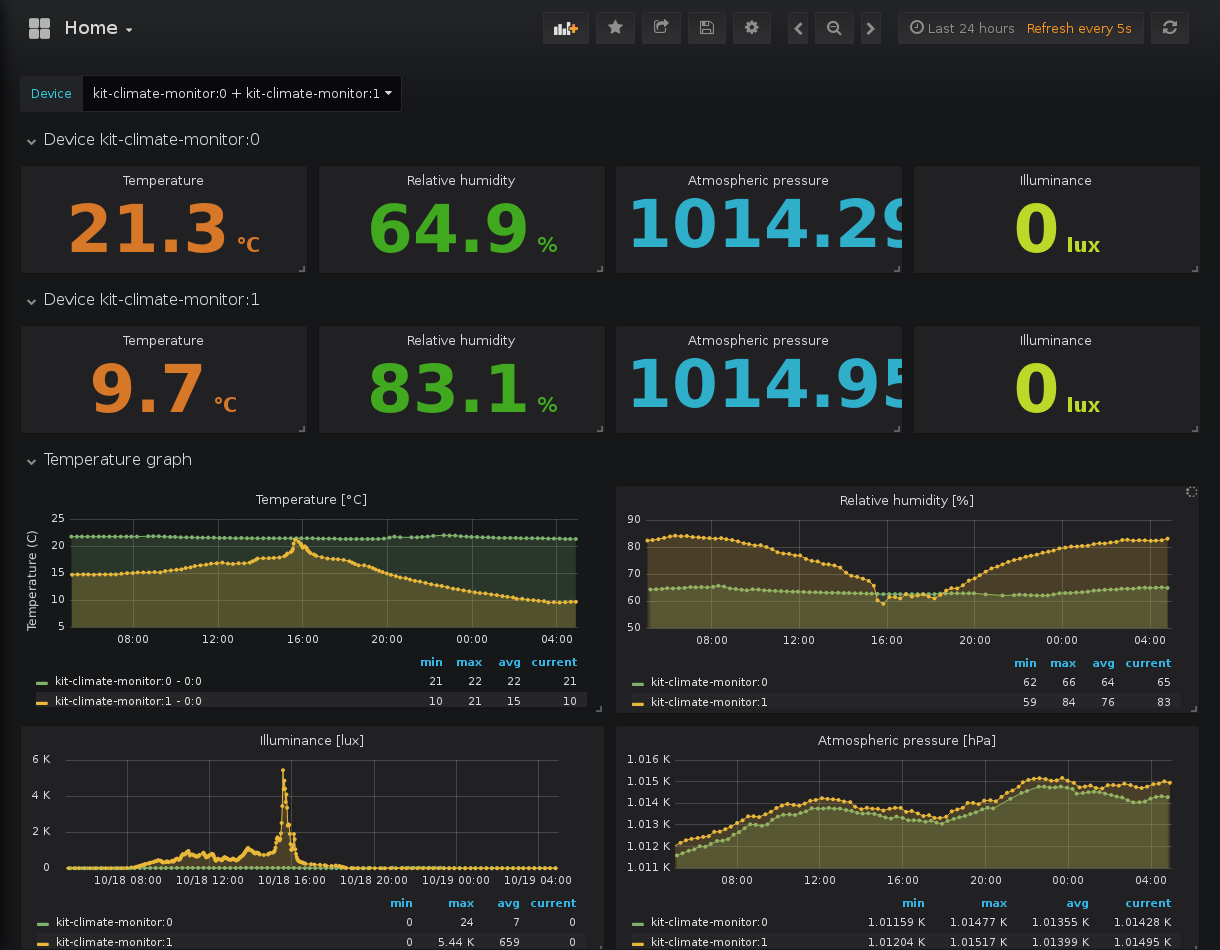 Home
Last 24 hours Refresh every 5s
Device kit-climate-monitor:0 + kit-climate-monitor:1
Device kit-climate-monitor:0
Temperature Relative humidity Atmospheric pressure Illuminance
21.3 °C 64.9 % 1014.29 0 lux
Device kit-climate-monitor:1
Temperature Relative humidity Atmospheric pressure Illuminance
9.7 °C 83.1 % 1014.95 0 lux
Temperature graph
Temperature [°C]
Temperature (C)
25
20
15
10
5
08:00 12:00 16:00 20:00 00:00 04:00
min max avg current
kit-climate-monitor:0 - 0:0 21 22 22 21
kit-climate-monitor:1 - 0:0 10 21 15 10
Relative humidity [%]
90
80
70
60
50
08:00 12:00 16:00 20:00 00:00 04:00
min max avg current
kit-climate-monitor:0 62 66 64 65
kit-climate-monitor:1 59 84 76 83
Illuminance [lux]
6 K
4 K
2 K
0
10/18 08:00 10/18 12:00 10/18 16:00 10/18 20:00 10/19 00:00 10/19 04:00
min max avg current
kit-climate-monitor:0 0 24 7 0
kit-climate-monitor:1 0 5.44 K 659 0
Atmospheric pressure [hPa]
1.016 K
1.015 K
1.014 K
1.013 K
1.012 K
1.011 K
08:00 12:00 16:00 20:00 00:00 04:00
min max avg current
kit-climate-monitor:0 1.01159 K 1.01477 K 1.01355 K 1.01428 K
kit-climate-monitor:1 1.01204 K 1.01517 K 1.01399 K 1.01495 K